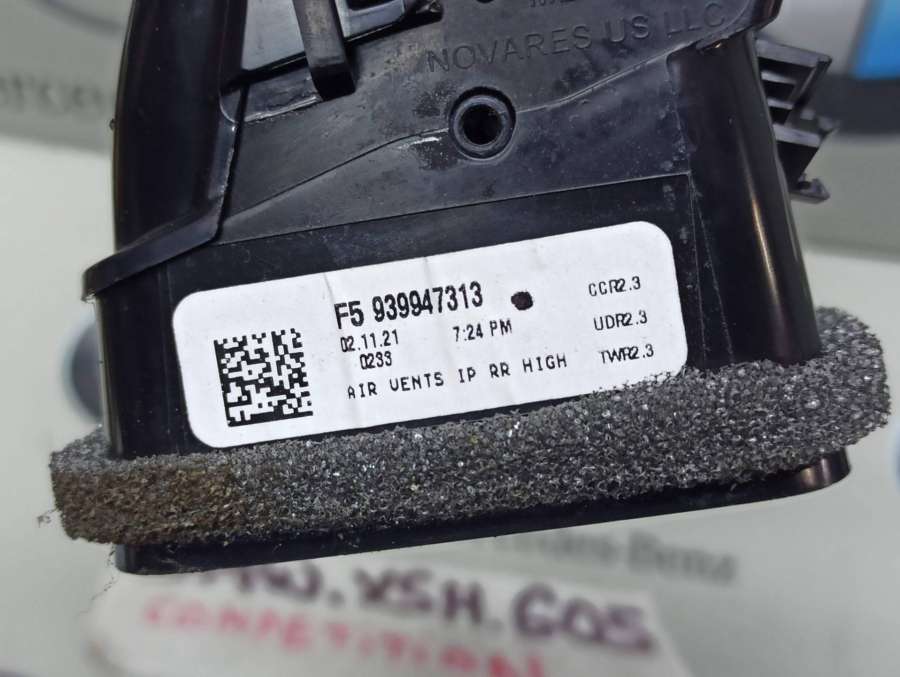 NOVARES US LLC
F5 939947313
02.11.21 7:24 PM
0233
AIR VENTS IP RR HIGH
CCR2.3
UDR2.3
TWR2.3
COMPETITION